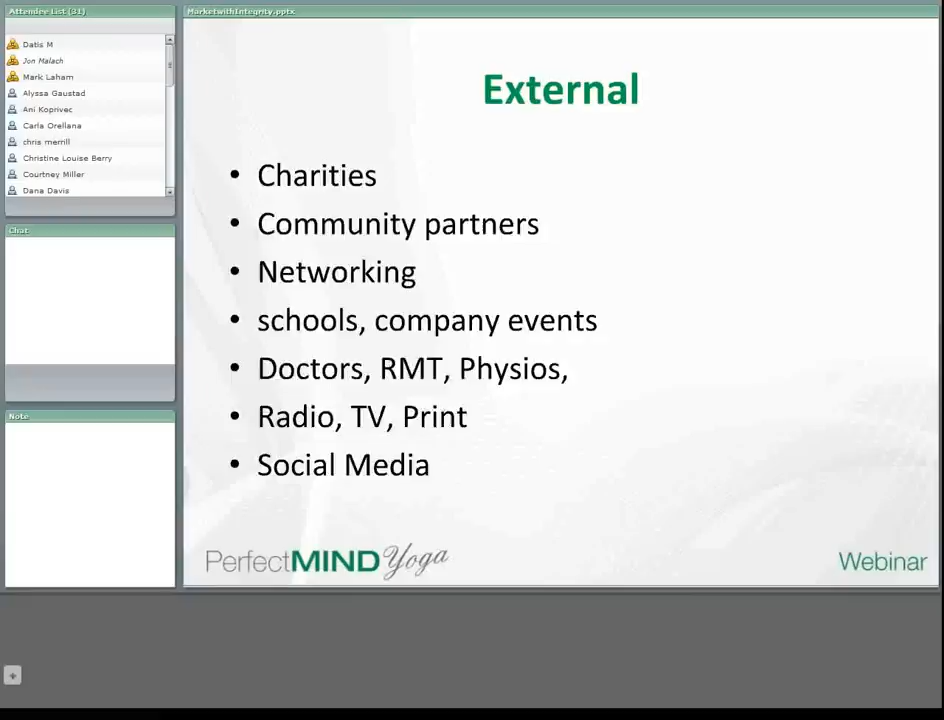 Attendee List (31)
Datis M
Jon Malach
Mark Laham
Alyssa Gaustad
Ani Koprivec
Carla Orellana
chris merrill
Christine Louise Berry
Courtney Miller
Dana Davis
Chat
Note
MarketwithIntegrity.pptx
External
• Charities
• Community partners
• Networking
• schools, company events
• Doctors, RMT, Physios,
• Radio, TV, Print
• Social Media
PerfectMIND Yoga
Webinar